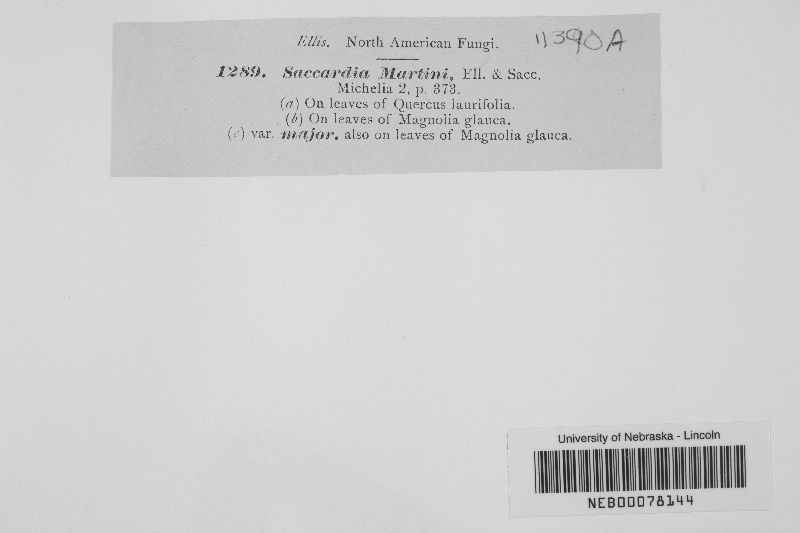 Ellis. North American Fungi. 11390A
1289. Saccardia Martini, Ell. & Sacc.
Michelia 2, p. 373.
(a) On leaves of Quercus laurifolia.
(b) On leaves of Magnolia glauca.
(c) var. major. also on leaves of Magnolia glauca.
University of Nebraska - Lincoln
NEB00078144